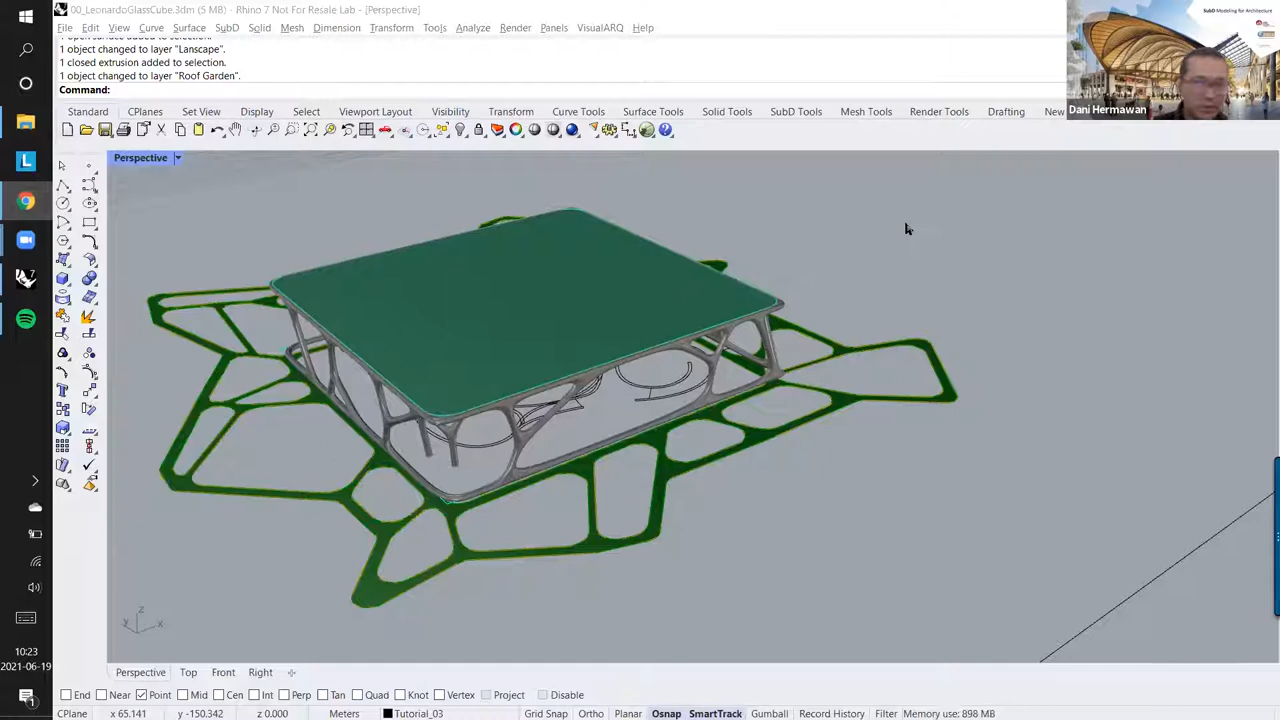 00_LeonardoGlassCube.3dm (5 MB) - Rhino 7 Not For Resale Lab - [Perspective]
File Edit View Curve Surface Solid SubD Mesh Dimension Transform Tools Analyze Render Panels VisualARQ Help
1 object changed to layer "Lanscape".
1 closed extrusion added to selection.
1 object changed to layer "Roof Garden".
Command:
Standard CPlanes Set View Display Select Viewport Layout Visibility Transform Curve Tools Surface Tools Solid Tools SubD Tools Mesh Tools Render Tools Drafting New
SubD Modeling for Architecture
Dani Hermawan
Perspective
z
y x
Perspective Top Front Right
End Near Point Mid Cen Int Perp Tan Quad Knot Vertex Project Disable
CPlane x 65.141 y -150.342 z 0.000 Meters Tutorial_03 Grid Snap Ortho Planar Osnap SmartTrack Gumball Record History Filter Memory use: 898 MB
10:23
2021-06-19